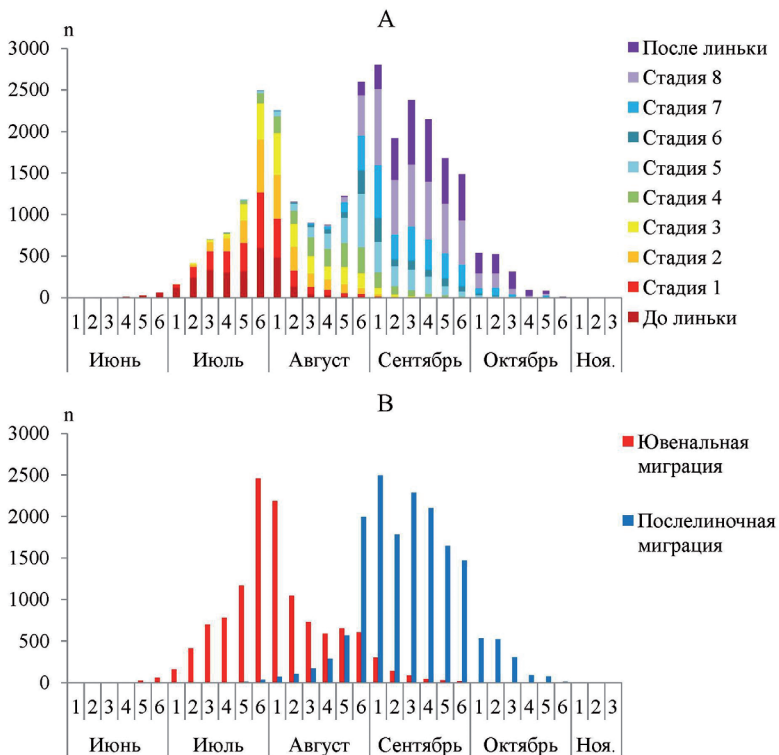 A
n
3000
2500
2000
1500
1000
500
0
После линьки
Стадия 8
Стадия 7
Стадия 6
Стадия 5
Стадия 4
Стадия 3
Стадия 2
Стадия 1
До линьки
1 2 3 4 5 6 1 2 3 4 5 6 1 2 3 4 5 6 1 2 3 4 5 6 1 2 3 4 5 6 1 2 3
Июнь Июль Август Сентябрь Октябрь Ноя.
B
n
3000
2500
2000
1500
1000
500
0
Ювенальная
миграция
Послелиночная
миграция
1 2 3 4 5 6 1 2 3 4 5 6 1 2 3 4 5 6 1 2 3 4 5 6 1 2 3 4 5 6 1 2 3
Июнь Июль Август Сентябрь Октябрь Ноя.